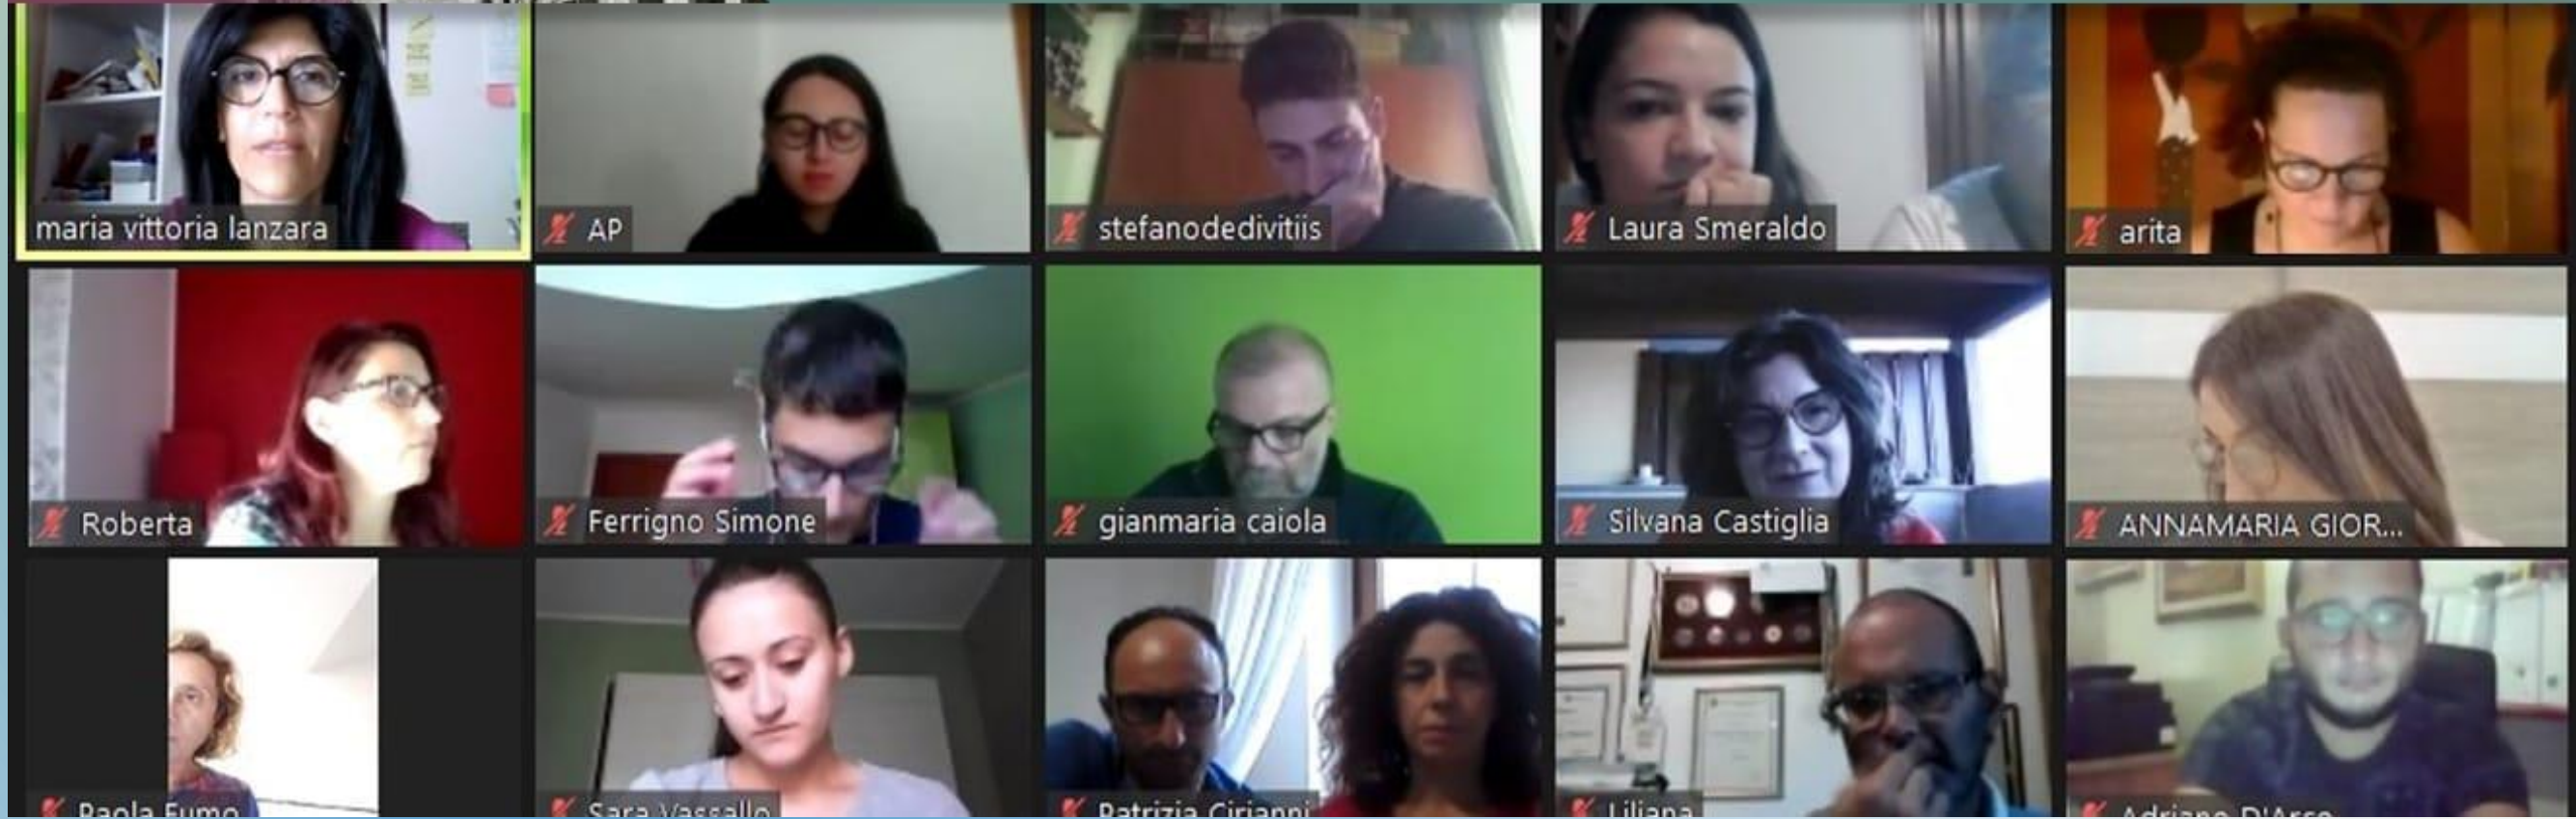 maria vittoria lanzara
AP
stefanodedivitiis
Laura Smeraldo
arita
Roberta
Ferrigno Simone
gianmaria caiola
Silvana Castiglia
ANNAMARIA GIOR...
Paola Fumo
Sara Vassallo
Patrizia Cirianni
Liliana
Adriano D'Arco